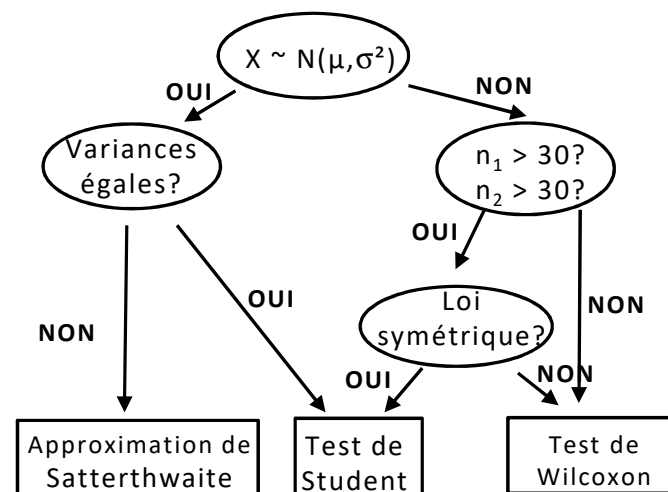 X ~ N(μ,σ²)
OUI
NON
Variances
égales?
n₁ > 30?
n₂ > 30?
OUI
NON
OUI
Loi
symétrique?
NON
OUI
NON
Approximation de
Satterthwaite
Test de
Student
Test de
Wilcoxon